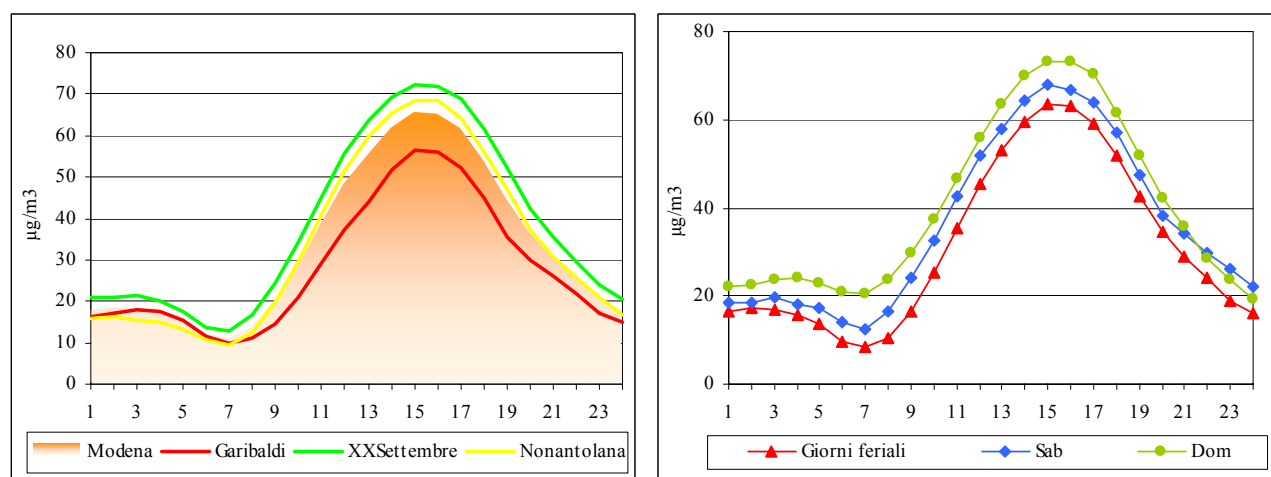 80
70
60
50
40
30
20
10
0
µg/m3
1 3 5 7 9 11 13 15 17 19 21 23
Modena Garibaldi XXSettembre Nonantolana
80
60
40
20
0
µg/m3
1 3 5 7 9 11 13 15 17 19 21 23
Giorni feriali Sab Dom